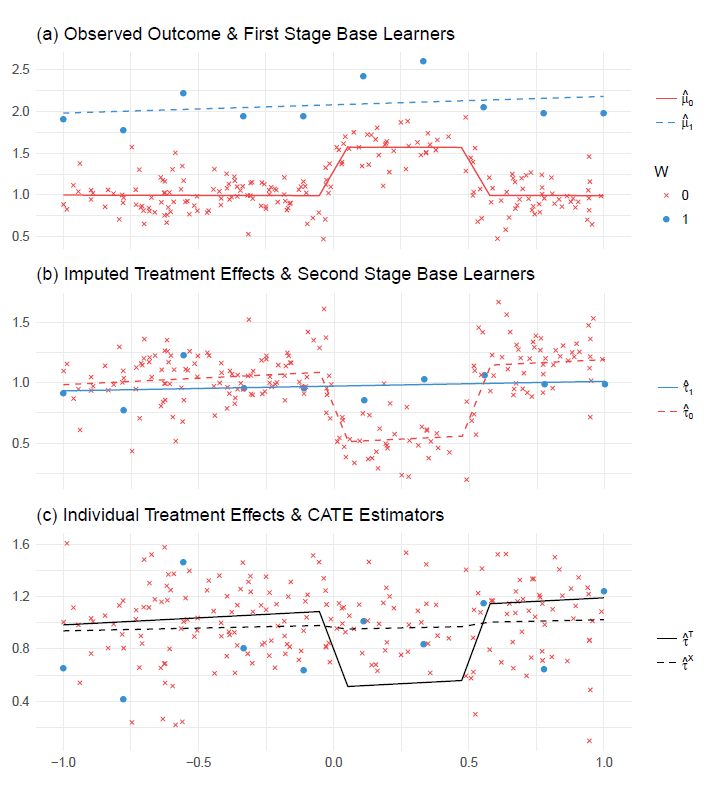 (a) Observed Outcome & First Stage Base Learners
2.5
2.0
1.5
1.0
0.5
μ̂₀
μ̂₁
W
0
1
(b) Imputed Treatment Effects & Second Stage Base Learners
1.5
1.0
0.5
τ̂₁
τ̂₀
(c) Individual Treatment Effects & CATE Estimators
1.6
1.2
0.8
0.4
τ̂ᵀ
τ̂ˣ
−1.0 −0.5 0.0 0.5 1.0